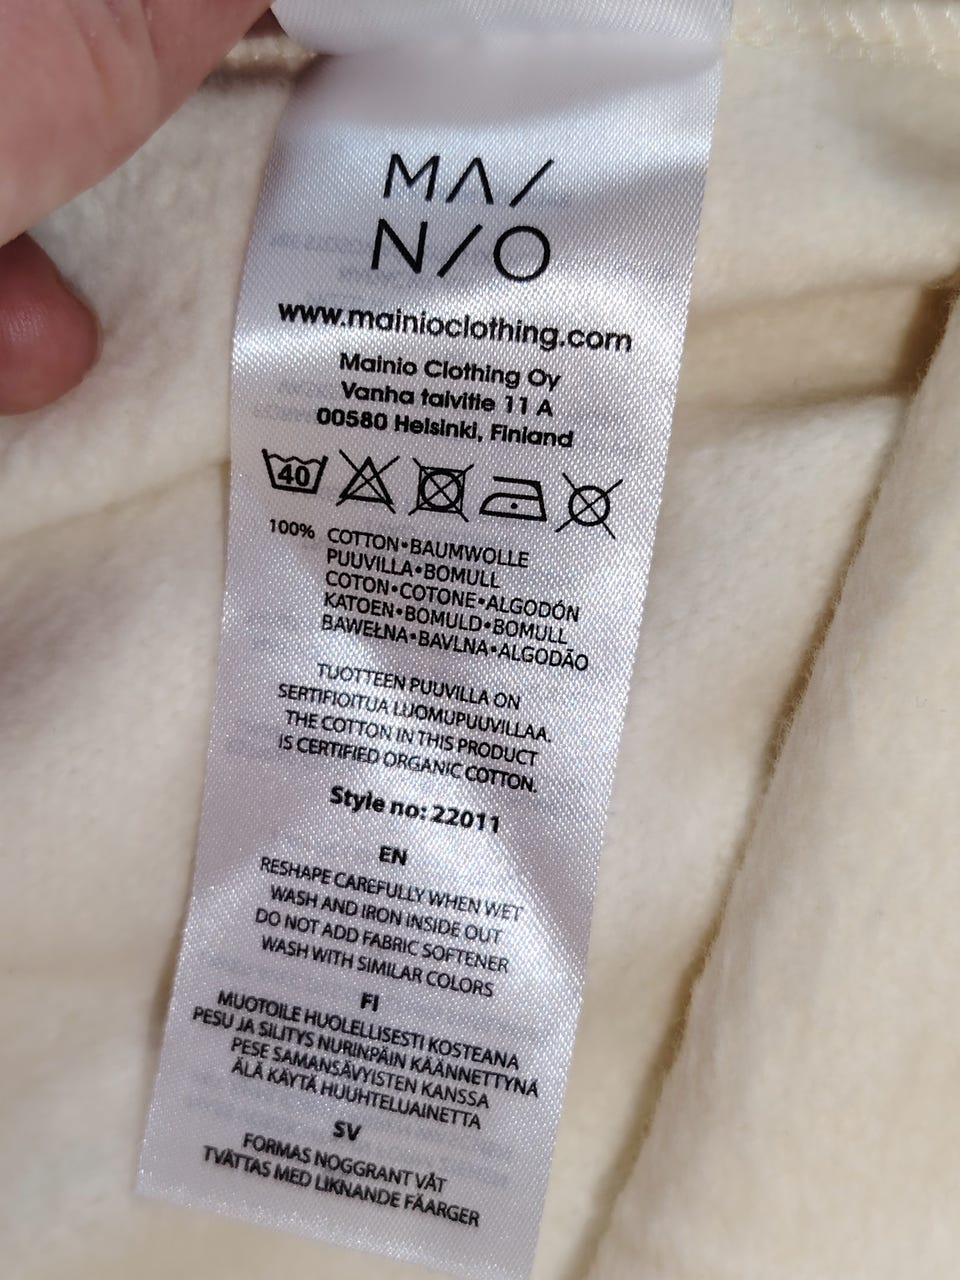 MAI
NIO
www.mainioclothing.com
Mainio Clothing Oy
Vanha talvitie 11 A
00580 Helsinki, Finland
40
100% COTTON•BAUMWOLLE
PUUVILLA•BOMULL
COTON•COTONE•ALGODÓN
KATOEN•BOMULD•BOMULL
BAWEŁNA•BAVLNA•ALGODÃO
TUOTTEEN PUUVILLA ON
SERTIFIOITUA LUOMUPUUVILLAA.
THE COTTON IN THIS PRODUCT
IS CERTIFIED ORGANIC COTTON.
Style no: 22011
EN
RESHAPE CAREFULLY WHEN WET
WASH AND IRON INSIDE OUT
DO NOT ADD FABRIC SOFTENER
WASH WITH SIMILAR COLORS
FI
MUOTOILE HUOLELLISESTI KOSTEANA
PESU JA SILITYS NURINPÄIN KÄÄNNETTYNÄ
PESE SAMANSÄVYISTEN KANSSA
ÄLÄ KÄYTÄ HUUHTELUAINETTA
SV
FORMAS NOGGRANT VÅT
TVÄTTAS MED LIKNANDE FÄARGER